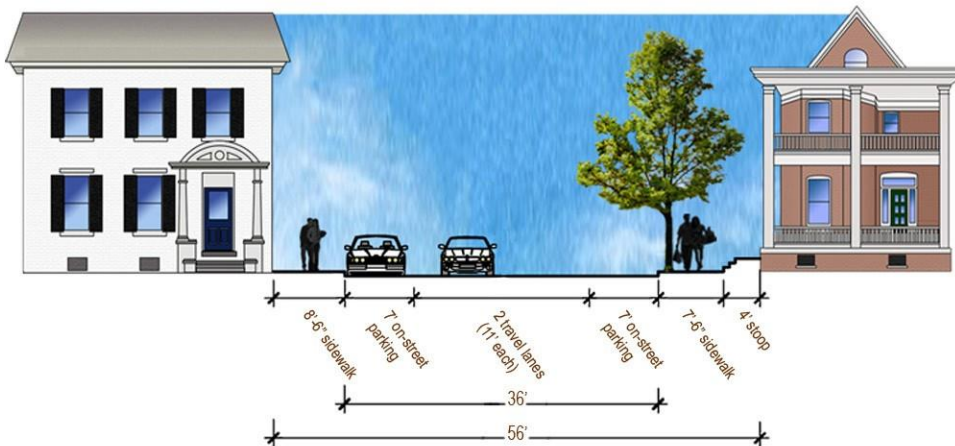 8'-6" sidewalk
7' on-street
parking
2 travel lanes
(11' each)
7' on-street
parking
7'-6" sidewalk
4' stoop
36'
56'